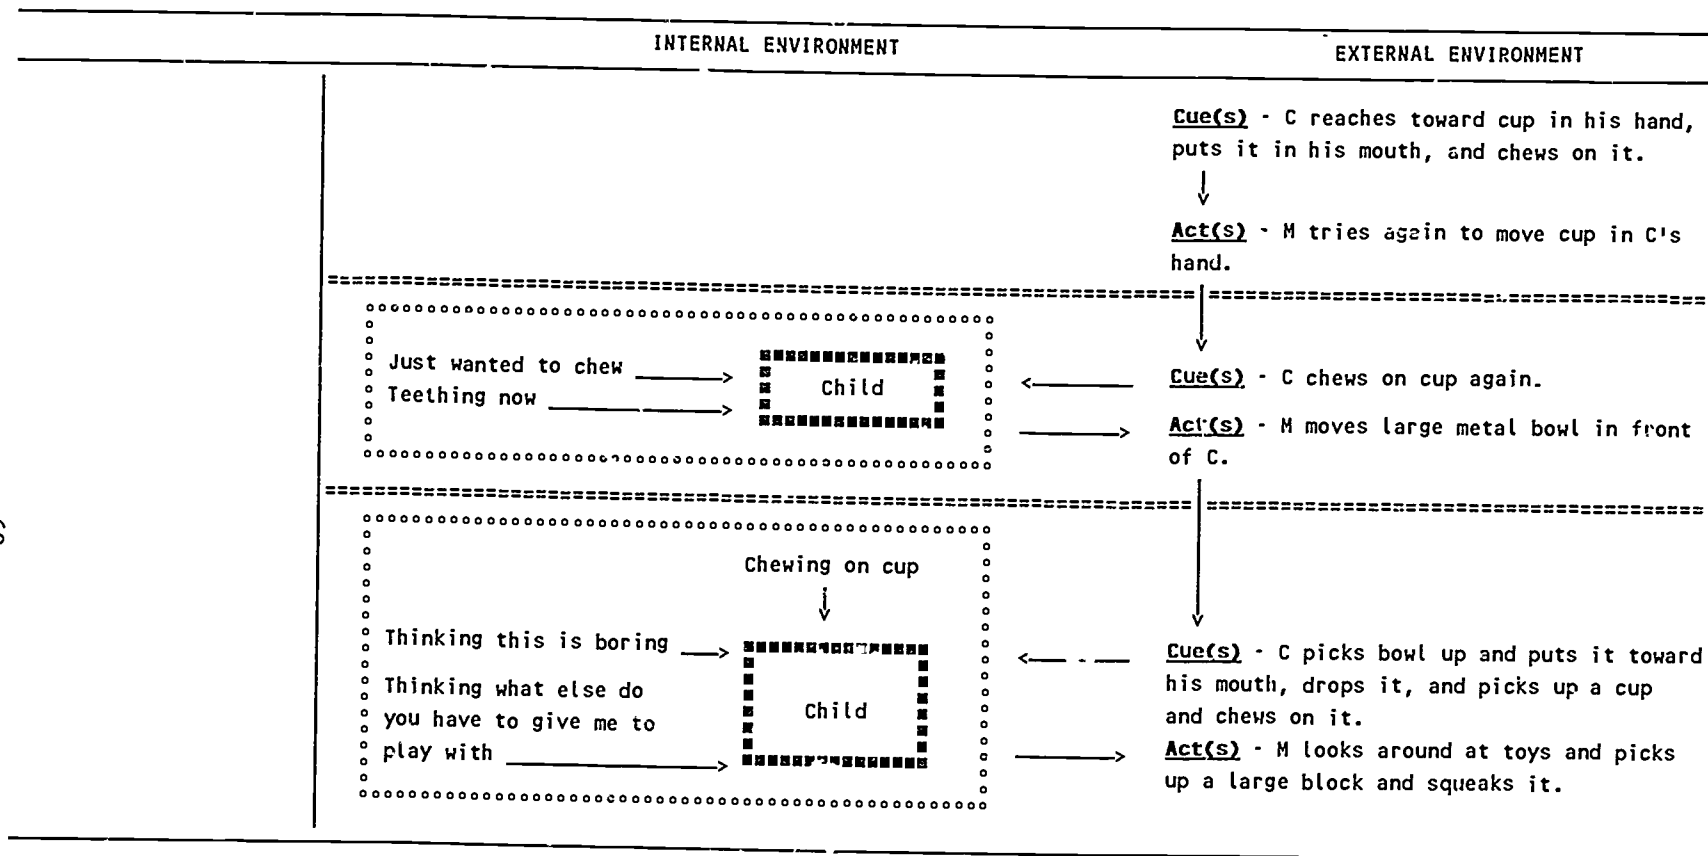 INTERNAL ENVIRONMENT
EXTERNAL ENVIRONMENT
Cue(s) - C reaches toward cup in his hand,
puts it in his mouth, and chews on it.
Act(s) - M tries again to move cup in C's
hand.
Just wanted to chew
Teething now
Child
Cue(s) - C chews on cup again.
Act(s) - M moves large metal bowl in front
of C.
Chewing on cup
Thinking this is boring
Thinking what else do
you have to give me to
play with
Child
Cue(s) - C picks bowl up and puts it toward
his mouth, drops it, and picks up a cup
and chews on it.
Act(s) - M looks around at toys and picks
up a large block and squeaks it.